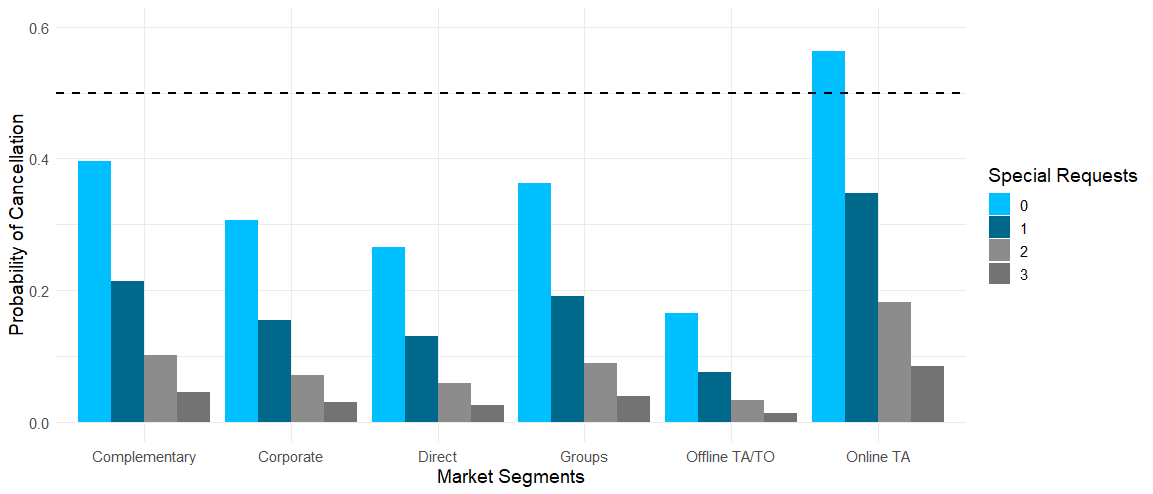 0.6
0.4
0.2
0.0
Probability of Cancellation
Complementary
Corporate
Direct
Groups
Offline TA/TO
Online TA
Market Segments
Special Requests
0
1
2
3